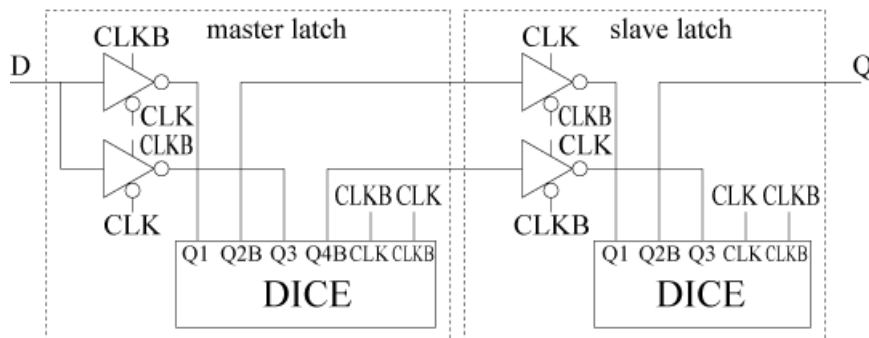 master latch slave latch
CLKB CLK
D Q
CLK CLKB
CLKB CLK
CLKB CLK CLK CLKB
CLK CLKB
Q1 Q2B Q3 Q4B CLK CLKB Q1 Q2B Q3 CLK CLKB
DICE DICE